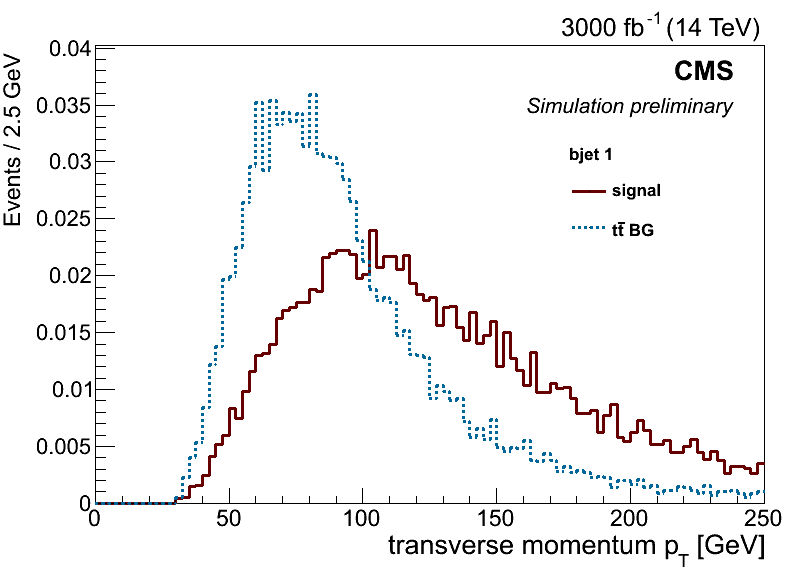 3000 fb⁻¹ (14 TeV)
CMS
Simulation preliminary
bjet 1
signal
tt̄ BG
Events / 2.5 GeV
0.04
0.035
0.03
0.025
0.02
0.015
0.01
0.005
0
0 50 100 150 200 250
transverse momentum p_T [GeV]